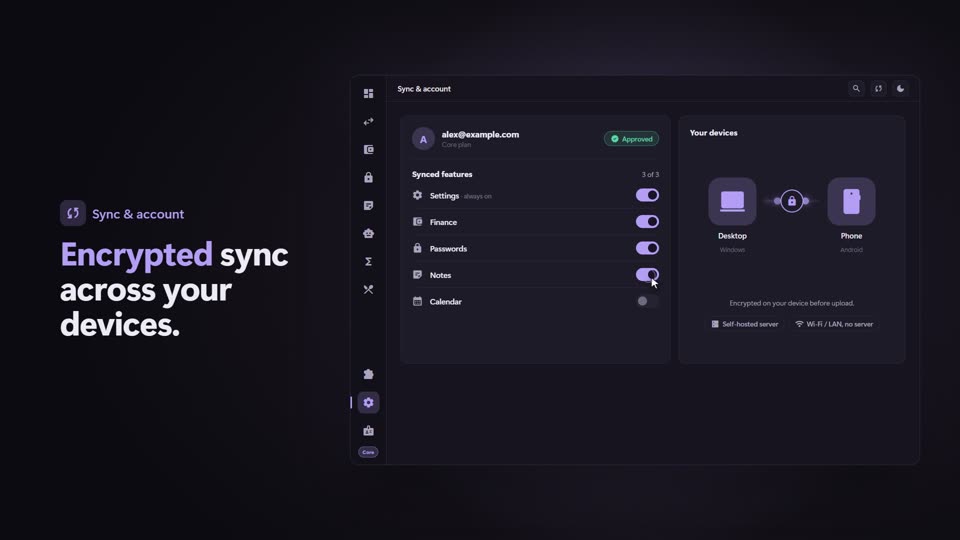 Sync & account
Encrypted sync
across your
devices.
Sync & account
A
alex@example.com
Core plan
Approved
Synced features
3 of 3
Settings · always on
Finance
Passwords
Notes
Calendar
Core
Your devices
Desktop
Windows
Phone
Android
Encrypted on your device before upload.
Self-hosted server
Wi-Fi / LAN, no server